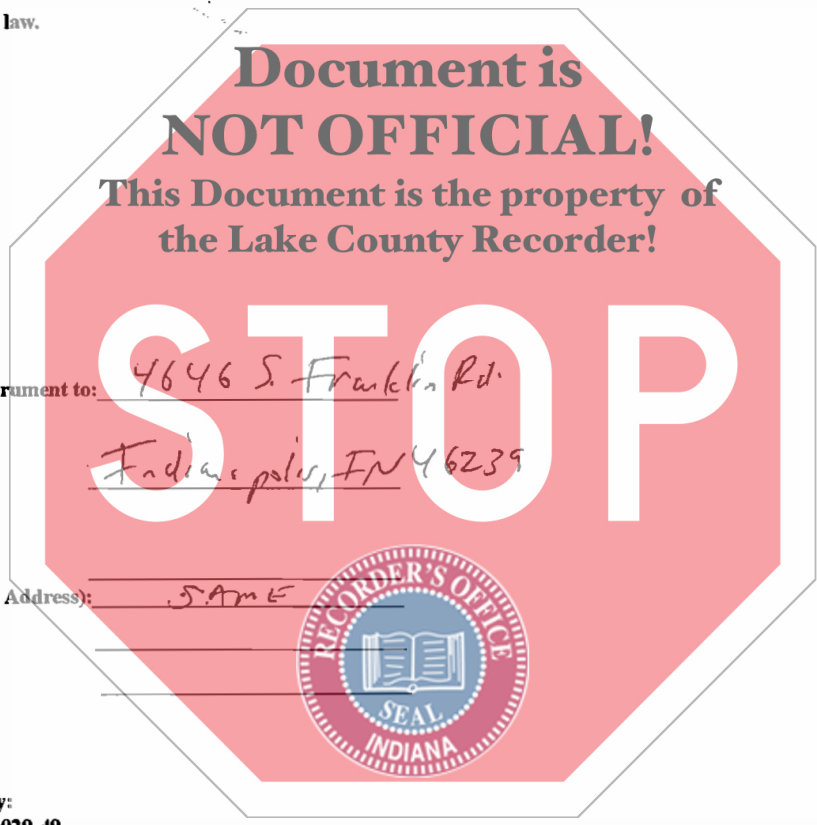 law.
Document is
NOT OFFICIAL!
This Document is the property of
the Lake County Recorder!
STOP
rument to: 4646 S. Franklin Rd.
Indianapolis, IN 46239
Address): SAME
RECORDER'S OFFICE
SEAL
INDIANA
y: